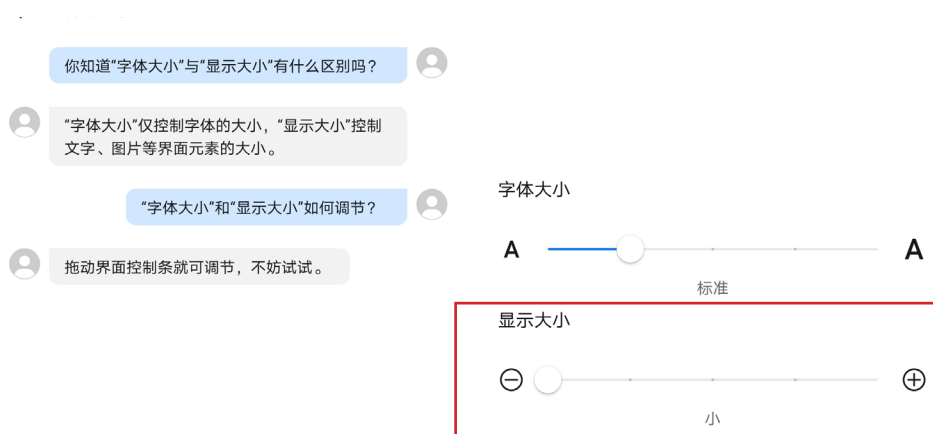 你知道“字体大小”与“显示大小”有什么区别吗？
“字体大小”仅控制字体的大小，“显示大小”控制
文字、图片等界面元素的大小。
“字体大小”和“显示大小”如何调节？
拖动界面控制条就可调节，不妨试试。
字体大小
A A
标准
显示大小
小